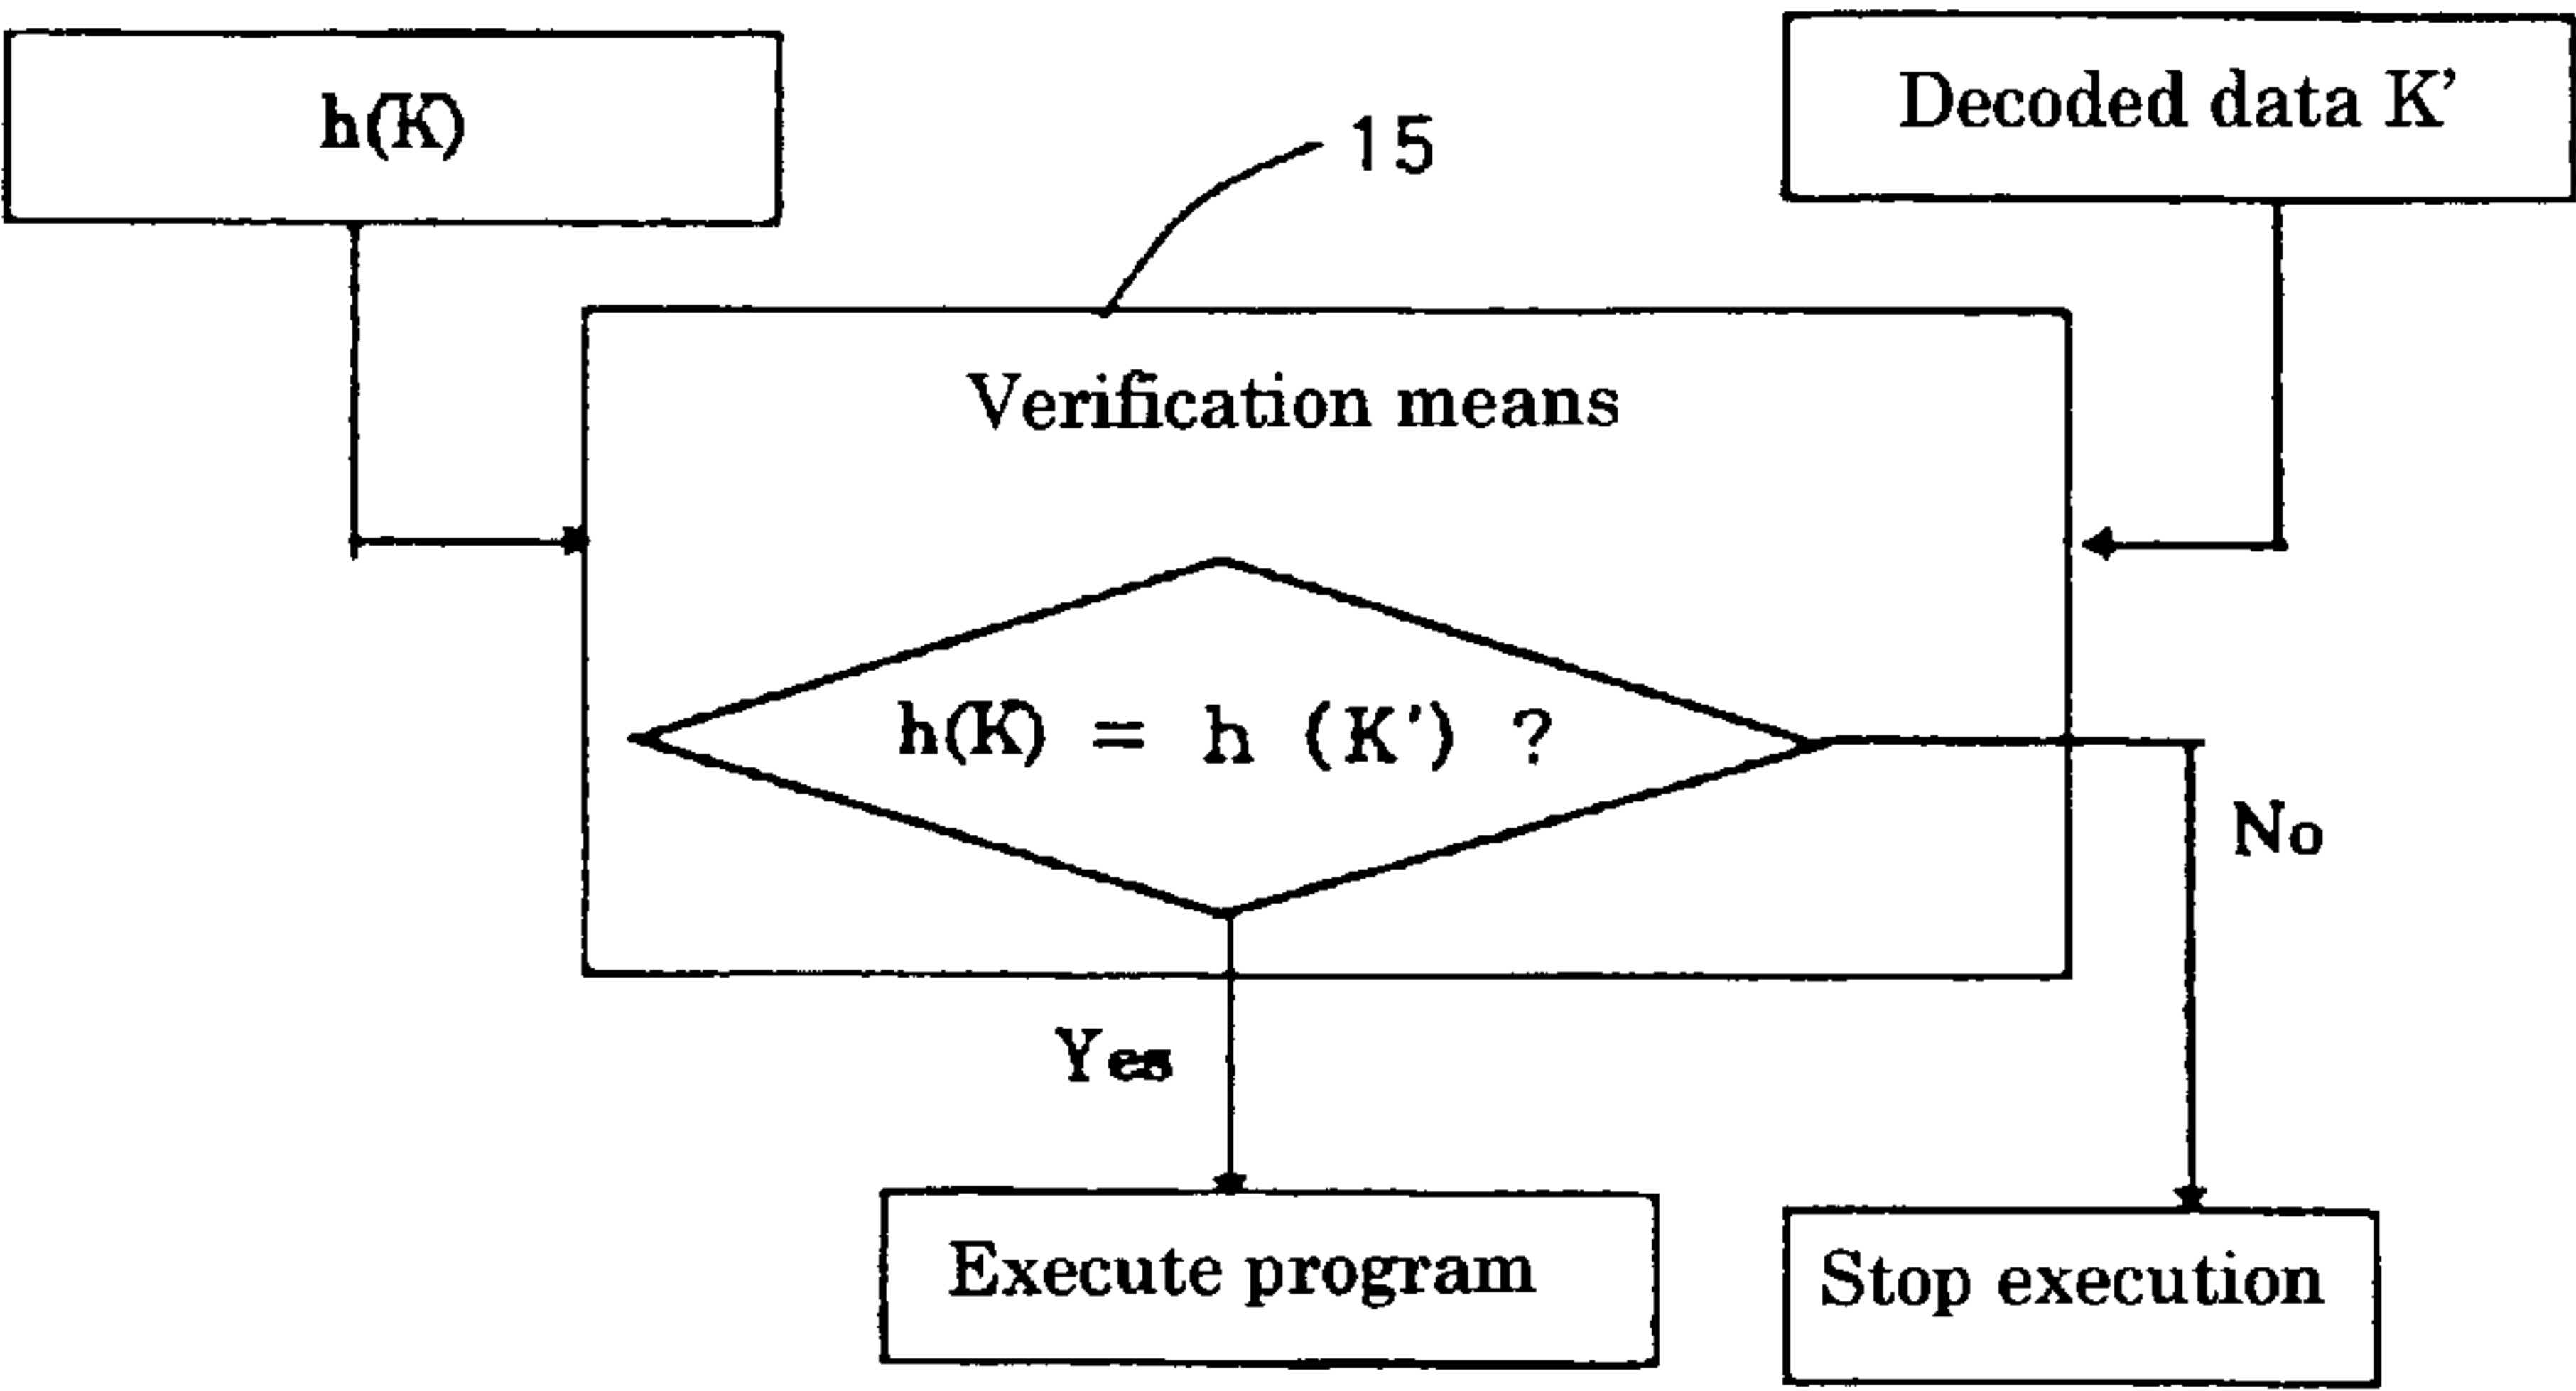 h(K)
Decoded data K’
15
Verification means
h(K) = h (K') ?
No
Yes
Execute program
Stop execution